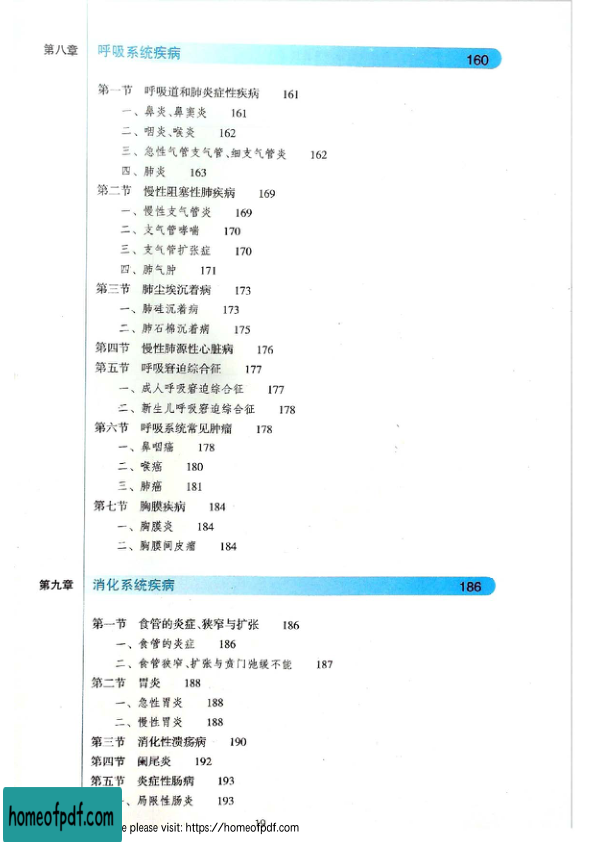 第八章 呼吸系统疾病 160
第一节 呼吸道和肺炎症性疾病 161
一、鼻炎、鼻窦炎 161
二、咽炎、喉炎 162
三、急性气管支气管、细支气管炎 162
四、肺炎 163
第二节 慢性阻塞性肺疾病 169
一、慢性支气管炎 169
二、支气管哮喘 170
三、支气管扩张症 170
四、肺气肿 171
第三节 肺尘埃沉着病 173
一、肺硅沉着病 173
二、肺石棉沉着病 175
第四节 慢性肺源性心脏病 176
第五节 呼吸窘迫综合征 177
一、成人呼吸窘迫综合征 177
二、新生儿呼吸窘迫综合征 178
第六节 呼吸系统常见肿瘤 178
一、鼻咽癌 178
二、喉癌 180
三、肺癌 181
第七节 胸膜疾病 184
一、胸膜炎 184
二、胸膜间皮瘤 184
第九章 消化系统疾病 186
第一节 食管的炎症、狭窄与扩张 186
一、食管的炎症 186
二、食管狭窄、扩张与贲门弛缓不能 187
第二节 胃炎 188
一、急性胃炎 188
二、慢性胃炎 188
第三节 消化性溃疡病 190
第四节 阑尾炎 192
第五节 炎症性肠病 193
、局限性肠炎 193
homeofpdf.com
please visit: https://homeofpdf.com